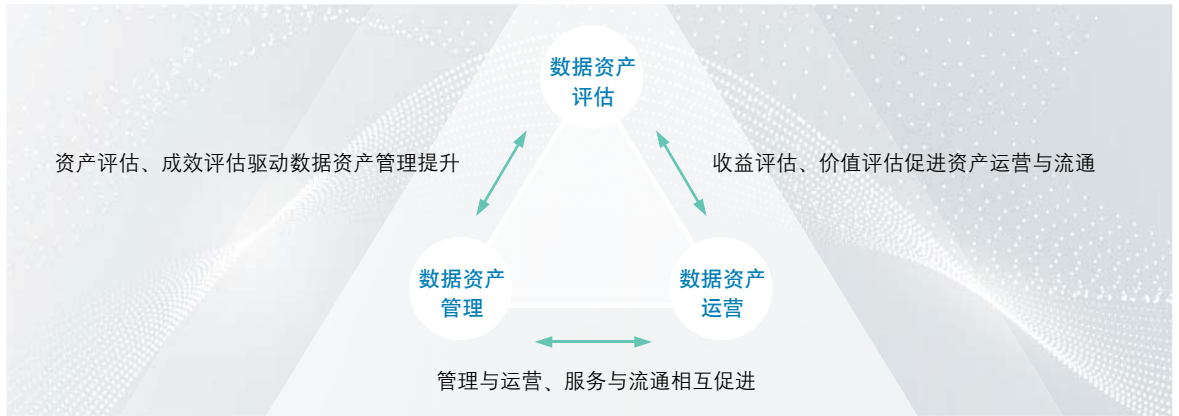 数据资产
评估
资产评估、成效评估驱动数据资产管理提升
收益评估、价值评估促进资产运营与流通
数据资产
管理
数据资产
运营
管理与运营、服务与流通相互促进